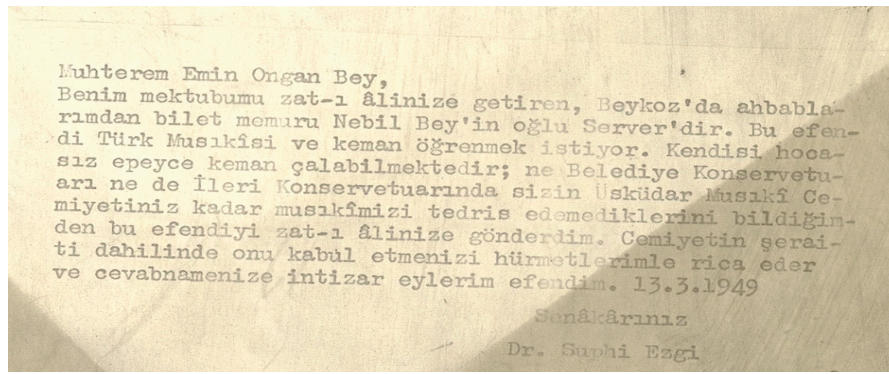 Muhterem Emin Ongan Bey,
Benim mektubumu zat-ı âlinize getiren, Beykoz'da ahbabla-
rımdan bilet memuru Nebil Bey'in oğlu Server'dir. Bu efen-
di Türk Musıkîsi ve keman öğrenmek istiyor. Kendisi hoca-
sız epeyce keman çalabilmektedir; ne Belediye Konservetu-
arı ne de İleri Konservetuarında sizin Üsküdar Musıkî Ce-
miyetiniz kadar musıkîmizi tedris edemediklerini bildiğim-
den bu efendiyi zat-ı âlinize gönderdim. Cemiyetin şerai-
ti dahilinde onu kabûl etmenizi hürmetlerimle rica eder
ve cevabnamenize intizar eylerim efendim. 13.3.1949
Senâkârınız
Dr. Suphi Ezgi